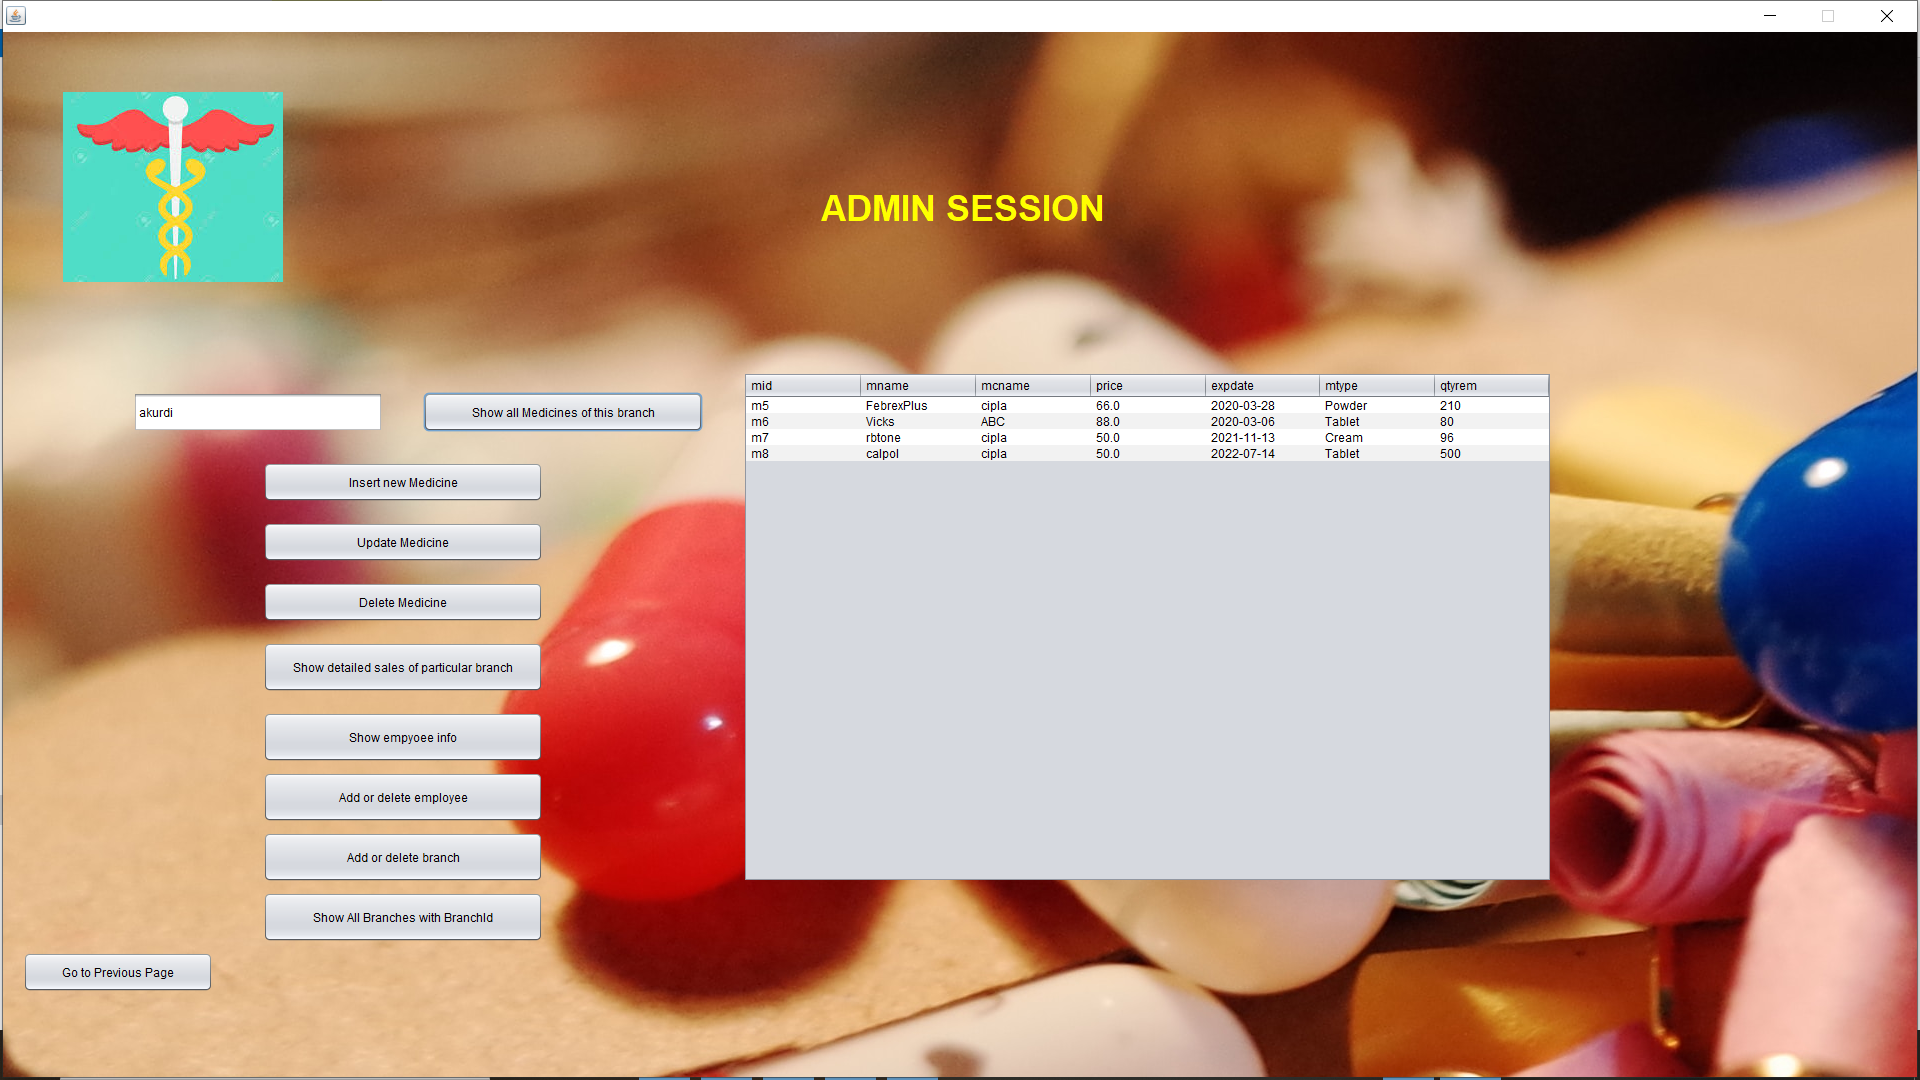 ADMIN SESSION
akurdi
Show all Medicines of this branch
Insert new Medicine
Update Medicine
Delete Medicine
Show detailed sales of particular branch
Show empyoee info
Add or delete employee
Add or delete branch
Show All Branches with BranchId
Go to Previous Page
mid mname mcname price expdate mtype qtyrem
m5 FebrexPlus cipla 66.0 2020-03-28 Powder 210
m6 Vicks ABC 88.0 2020-03-06 Tablet 80
m7 rbtone cipla 50.0 2021-11-13 Cream 96
m8 calpol cipla 50.0 2022-07-14 Tablet 500